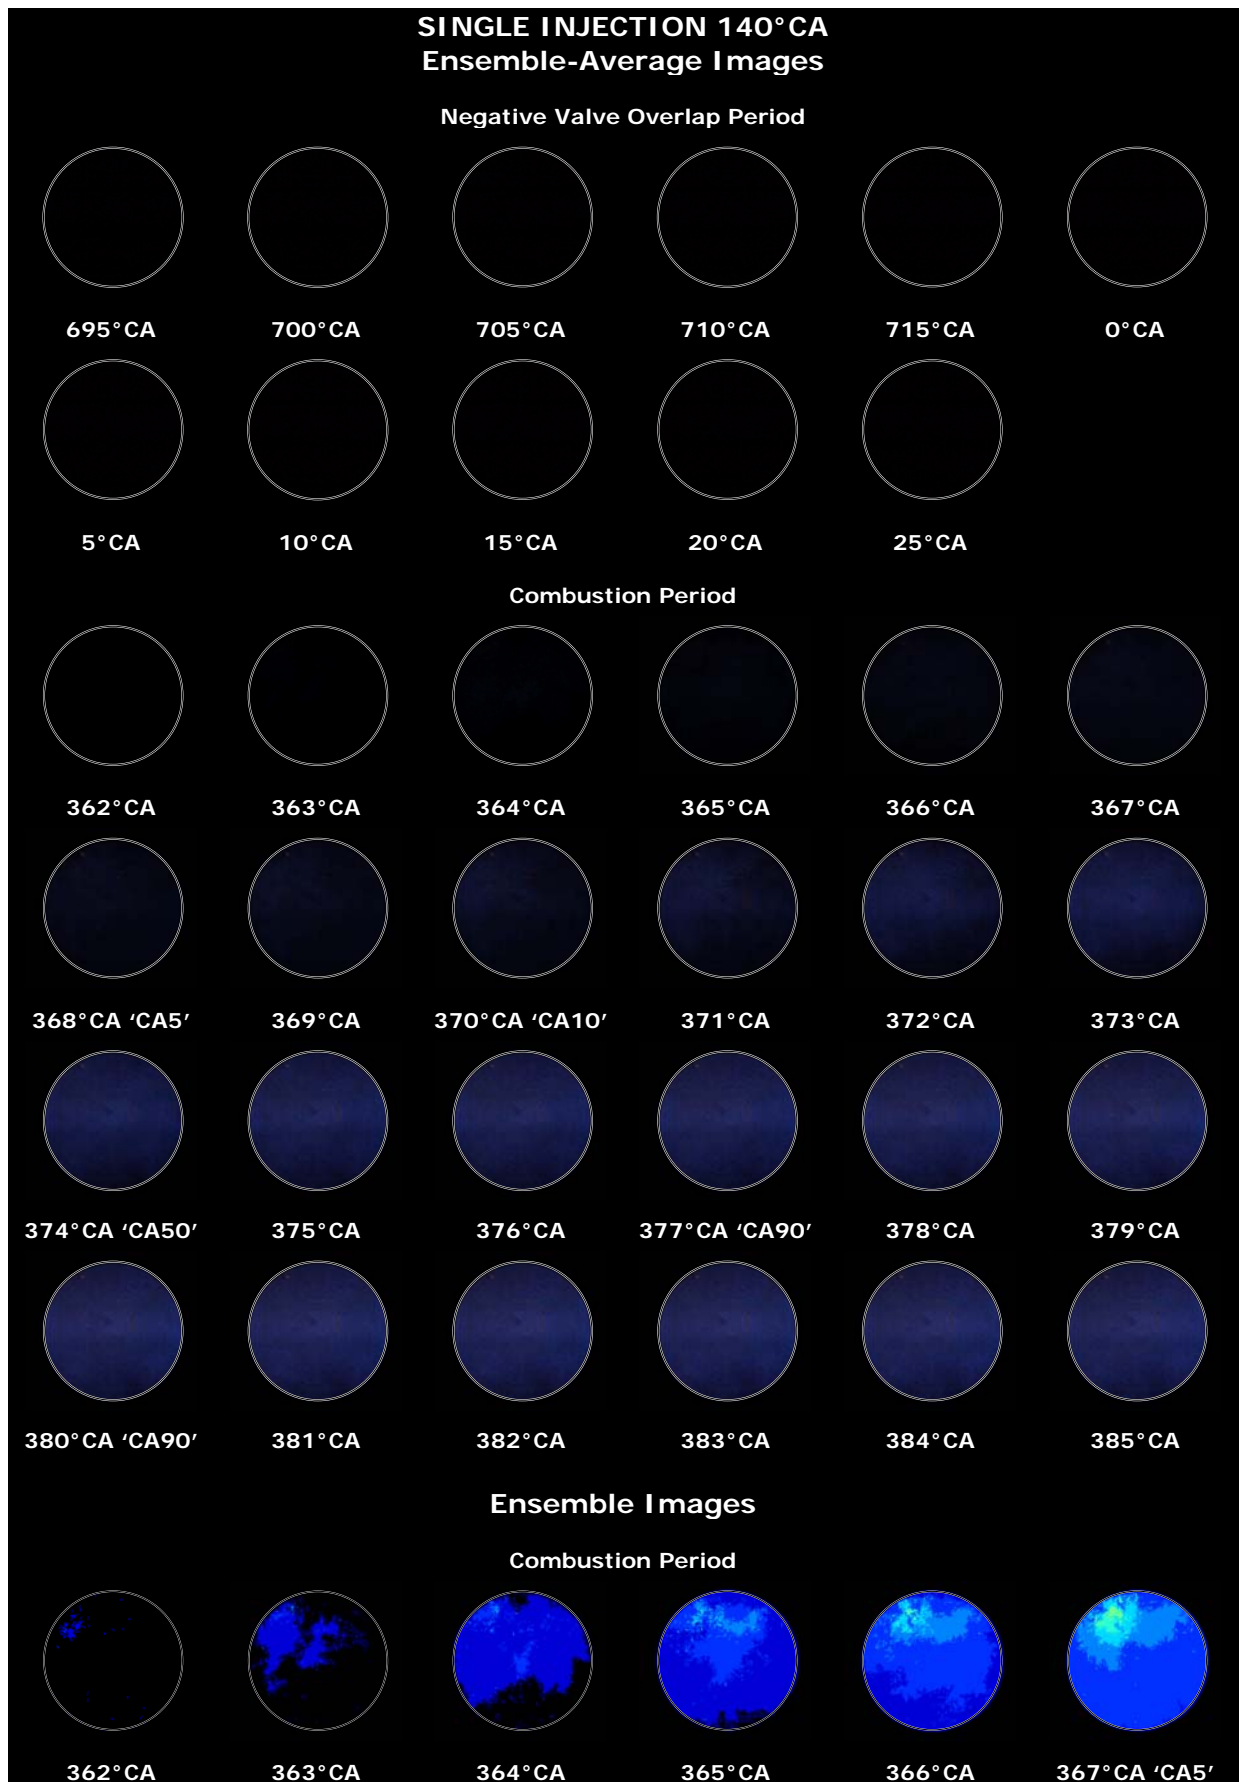 SINGLE INJECTION 140°CA
Ensemble-Average Images
Negative Valve Overlap Period
695°CA 700°CA 705°CA 710°CA 715°CA 0°CA
5°CA 10°CA 15°CA 20°CA 25°CA
Combustion Period
362°CA 363°CA 364°CA 365°CA 366°CA 367°CA
368°CA ‘CA5’ 369°CA 370°CA ‘CA10’ 371°CA 372°CA 373°CA
374°CA ‘CA50’ 375°CA 376°CA 377°CA ‘CA90’ 378°CA 379°CA
380°CA ‘CA90’ 381°CA 382°CA 383°CA 384°CA 385°CA
Ensemble Images
Combustion Period
362°CA 363°CA 364°CA 365°CA 366°CA 367°CA ‘CA5’